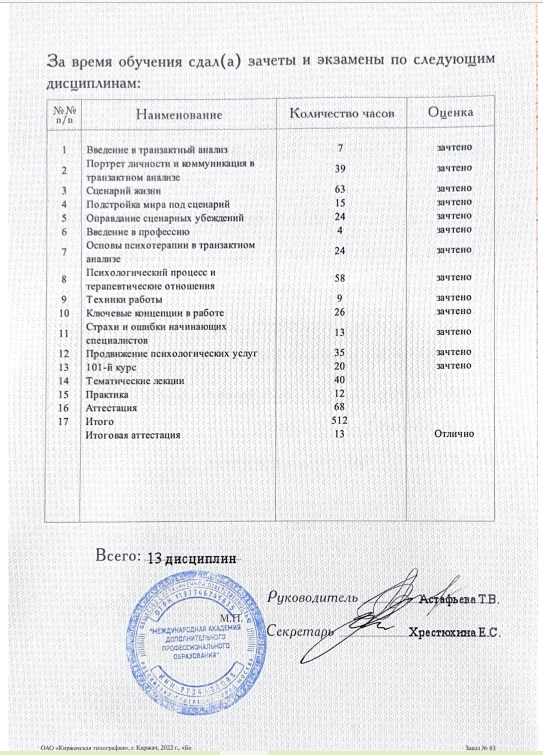 За время обучения сдал(а) зачеты и экзамены по следующим
дисциплинам:
№№ п/п Наименование Количество часов Оценка
1 Введение в транзактный анализ 7 зачтено
2 Портрет личности и коммуникация в транзактном анализе 39 зачтено
3 Сценарий жизни 63 зачтено
4 Подстройка мира под сценарий 15 зачтено
5 Оправдание сценарных убеждений 24 зачтено
6 Введение в профессию 4 зачтено
7 Основы психотерапии в транзактном анализе 24 зачтено
8 Психологический процесс и терапевтические отношения 58 зачтено
9 Техники работы 9 зачтено
10 Ключевые концепции в работе 26 зачтено
11 Страхи и ошибки начинающих специалистов 13 зачтено
12 Продвижение психологических услуг 35 зачтено
13 101-й курс 20 зачтено
14 Тематические лекции 40
15 Практика 12
16 Аттестация 68
17 Итого 512
Итоговая аттестация 13 Отлично
Всего: 13 дисциплин
М.П.
"МЕЖДУНАРОДНАЯ АКАДЕМИЯ
ДОПОЛНИТЕЛЬНОГО
ПРОФЕССИОНАЛЬНОГО
ОБРАЗОВАНИЯ"
Руководитель Астафьева Т.В.
Секретарь Хрестюхина Е.С.
ОАО «Киржачская типография», г. Киржач, 2022 г., «Б». Заказ № 83